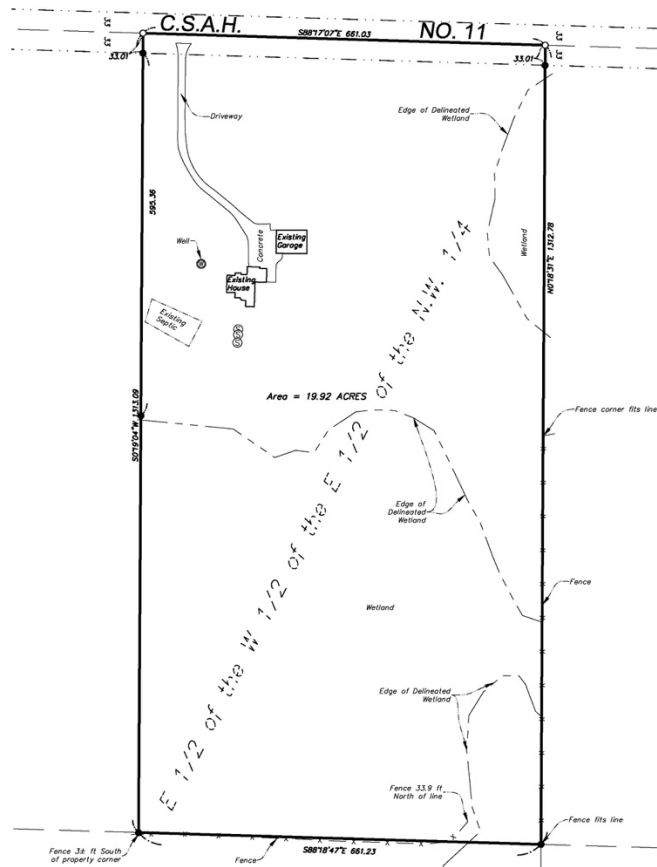 C.S.A.H. NO. 11
S88°17'07"E 661.03
33
33
33
33
33.01
33.01
Driveway
Edge of Delineated
Wetland
595.36
Well
Concrete
Existing
Garage
Existing
House
Wetland
N0°18'31"E 1312.78
Existing
Septic
S
S
S
Area = 19.92 ACRES
S0°19'04"W 1313.09
Fence corner fits line
Edge of
Delineated
Wetland
E 1/2 of the W 1/2 of the E 1/2 of the N.W. 1/4
Fence
Wetland
Edge of Delineated
Wetland
Fence 33.9 ft
North of line
Fence fits line
Fence 3± ft South
of property corner
Fence
S88°18'47"E 661.23